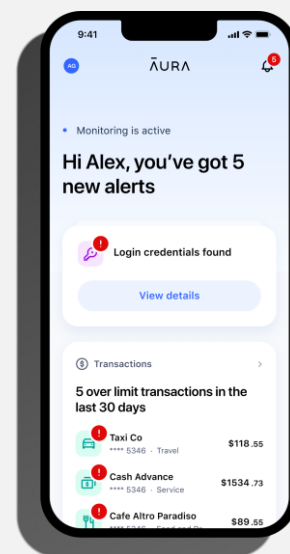 9:41
AG
ĀURA
5
Monitoring is active
Hi Alex, you’ve got 5
new alerts
Login credentials found
View details
Transactions
5 over limit transactions in the
last 30 days
Taxi Co
**** 5346 · Travel
$118.55
Cash Advance
**** 5346 · Service
$1534.73
Cafe Altro Paradiso
$89.55